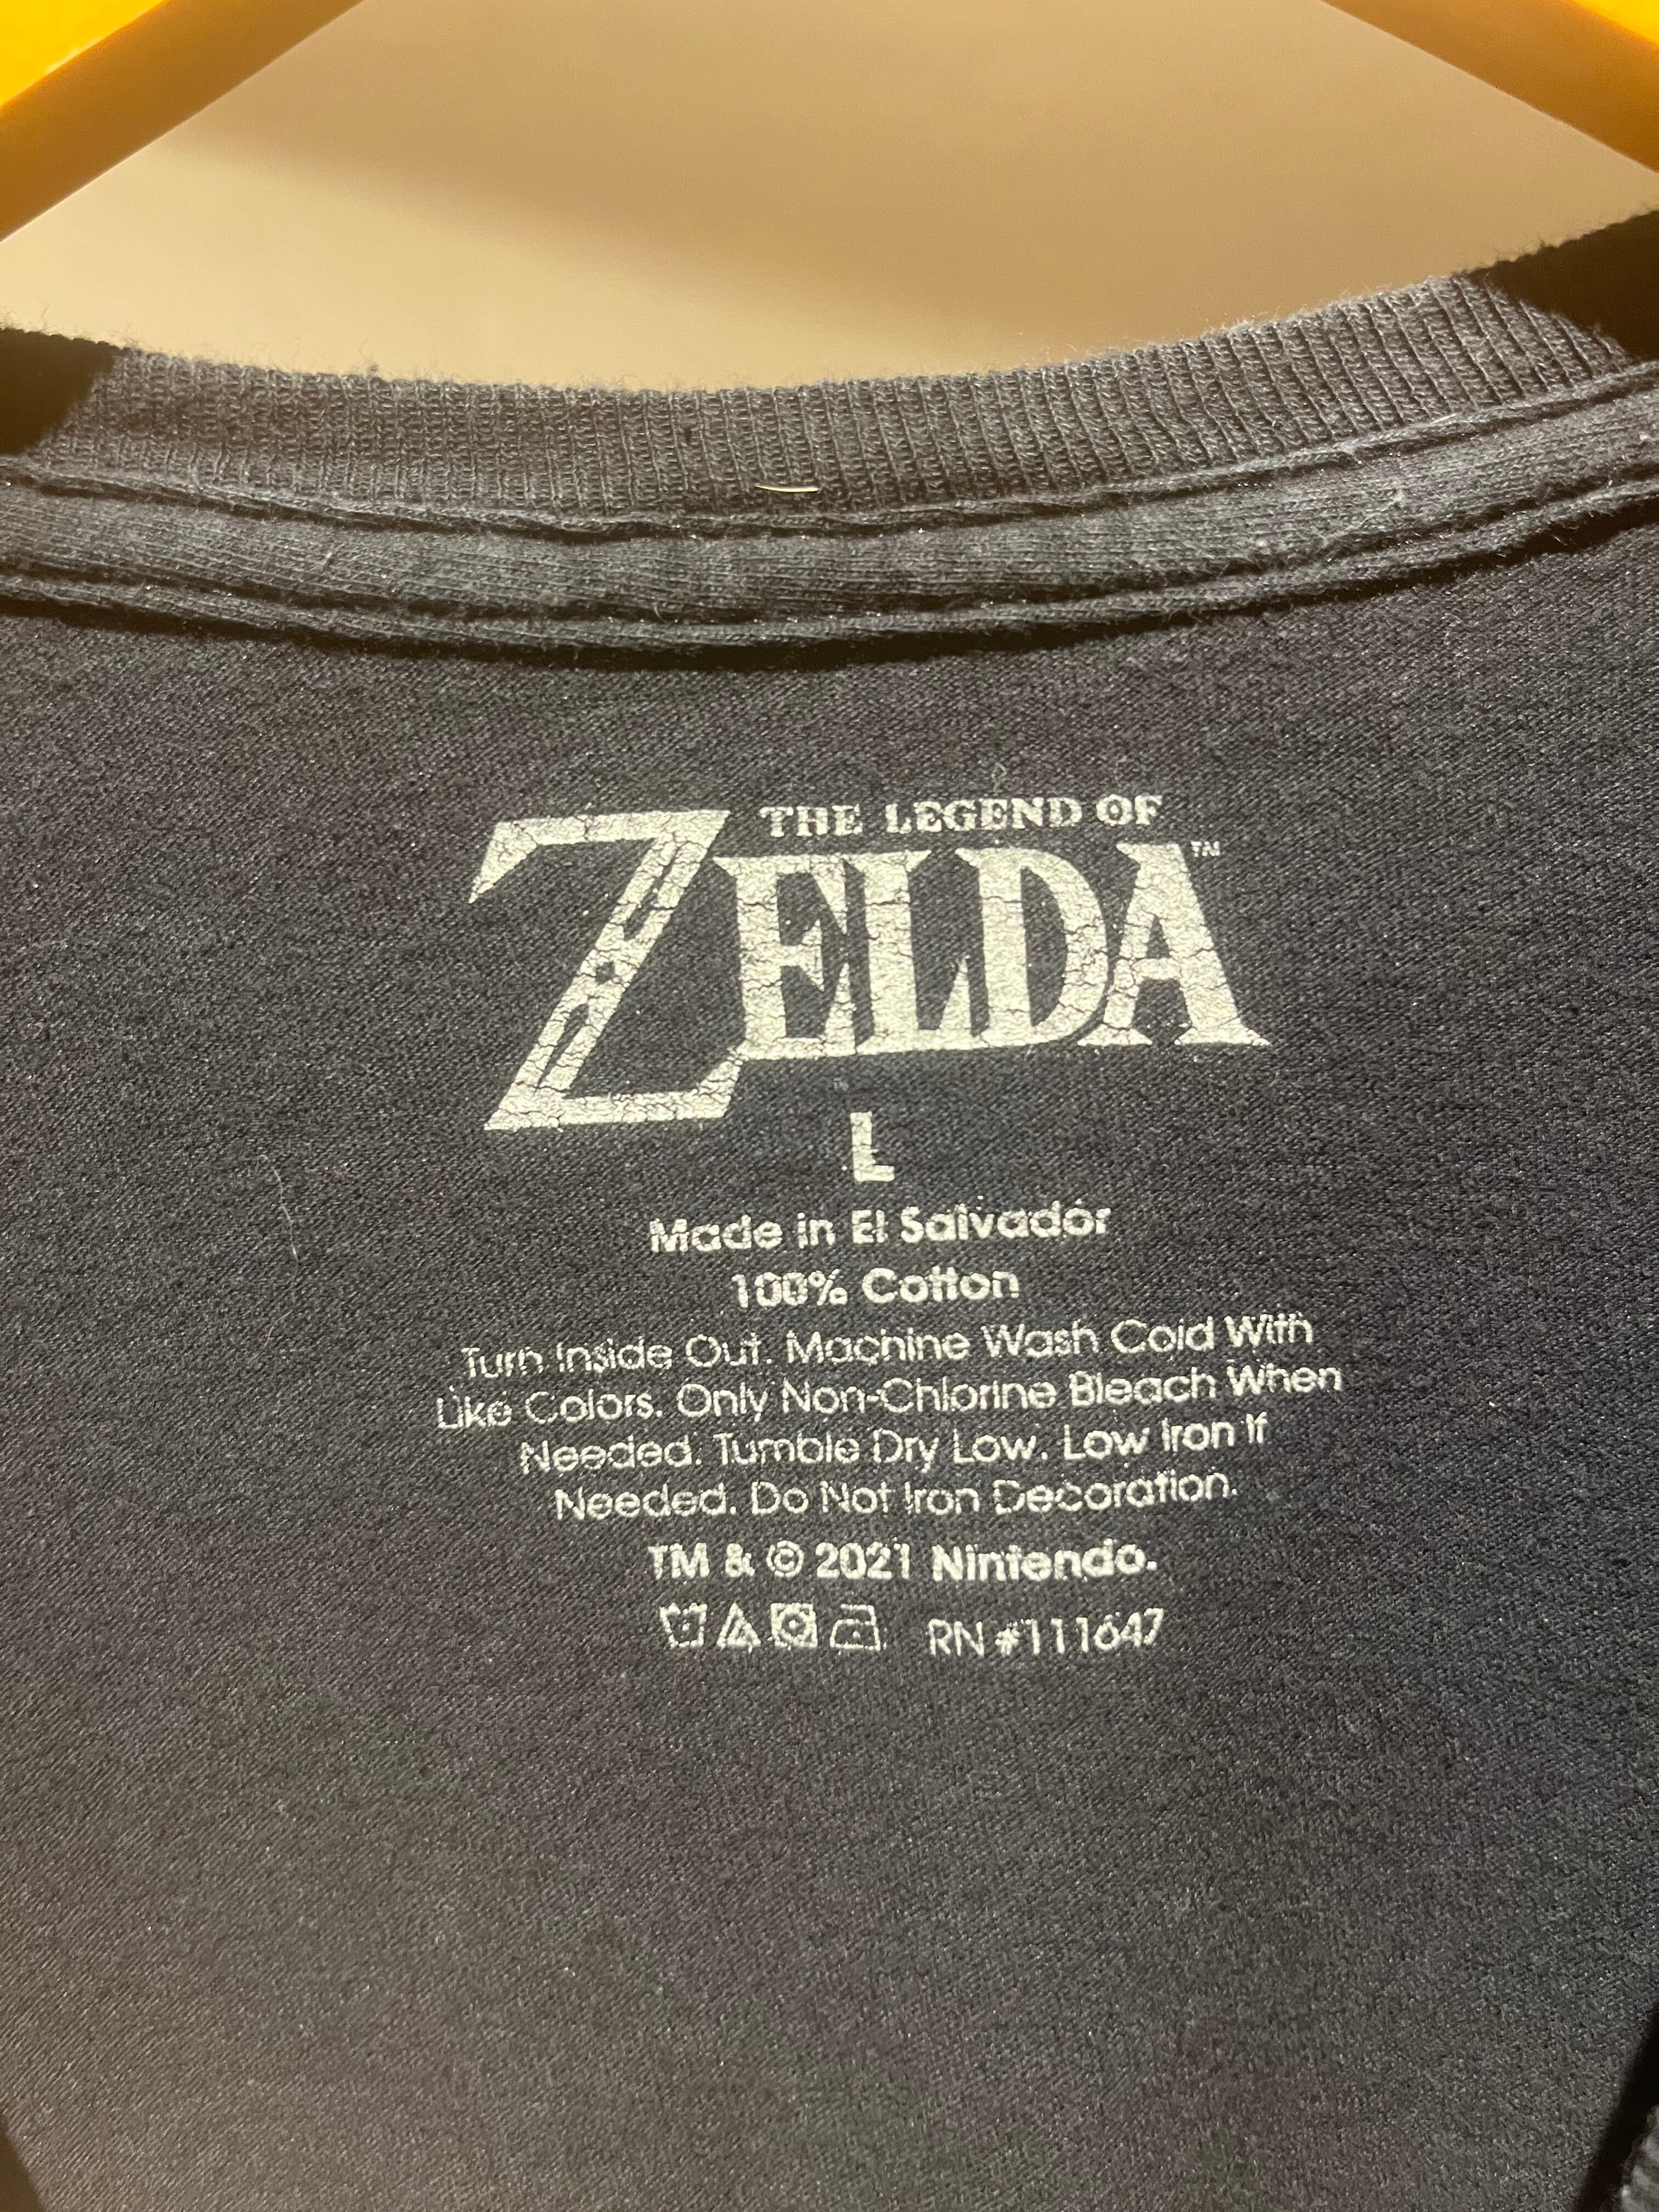 THE LEGEND OF
ZELDA™
L
Made in El Salvador
100% Cotton
Turn Inside Out. Machine Wash Cold With
Like Colors. Only Non-Chlorine Bleach When
Needed. Tumble Dry Low. Low Iron If
Needed. Do Not Iron Decoration.
TM & © 2021 Nintendo.
RN #111647